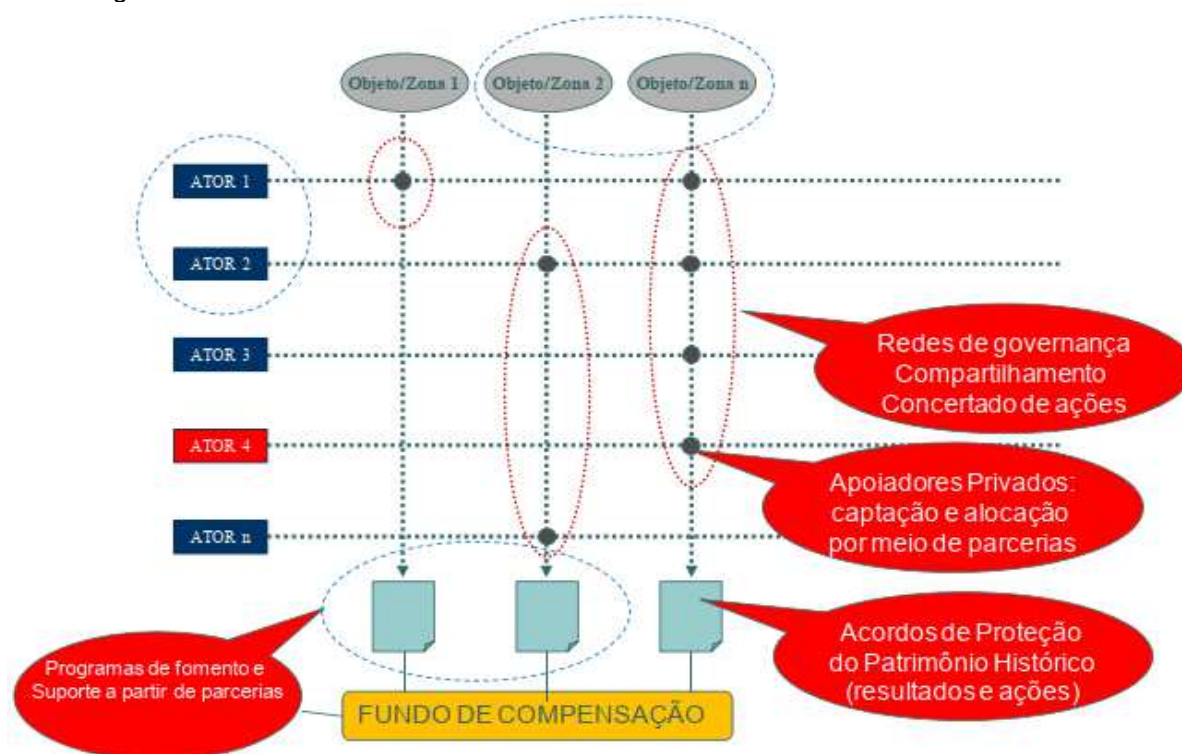 Objeto/Zona 1
Objeto/Zona 2
Objeto/Zona n
ATOR 1
ATOR 2
ATOR 3
ATOR 4
ATOR n
Redes de governança
Compartilhamento
Concertado de ações
Apoiadores Privados:
captação e alocação
por meio de parcerias
Acordos de Proteção
do Patrimônio Histórico
(resultados e ações)
Programas de fomento e
Suporte a partir de parcerias
FUNDO DE COMPENSAÇÃO